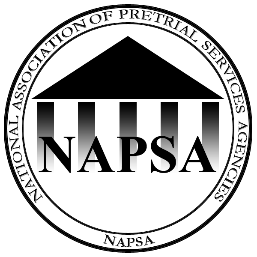 NATIONAL ASSOCIATION OF PRETRIAL SERVICES AGENCIES
NAPSA
NAPSA